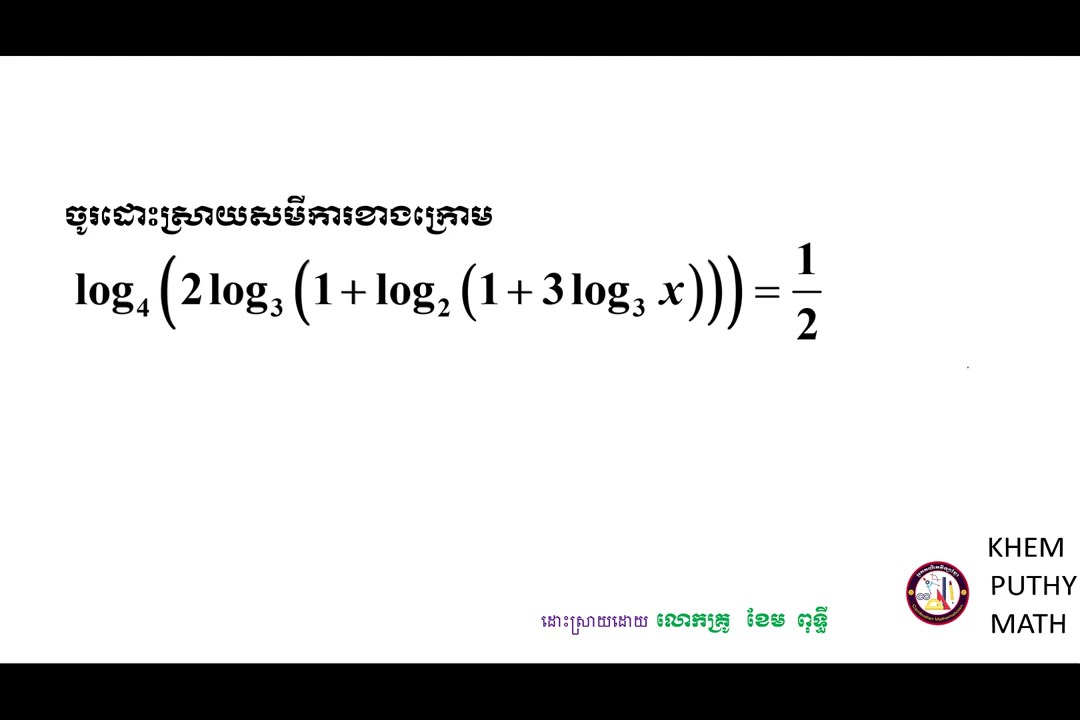 ចូរដោះស្រាយសមីការខាងក្រោម
log₄(2log₃(1+log₂(1+3log₃ x)))=1/2
KHEM
PUTHY
MATH
ដោះស្រាយដោយ លោកគ្រូ ខែម ពុទ្ធី